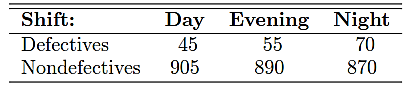 Shift: Day Evening Night
Defectives 45 55 70
Nondefectives 905 890 870